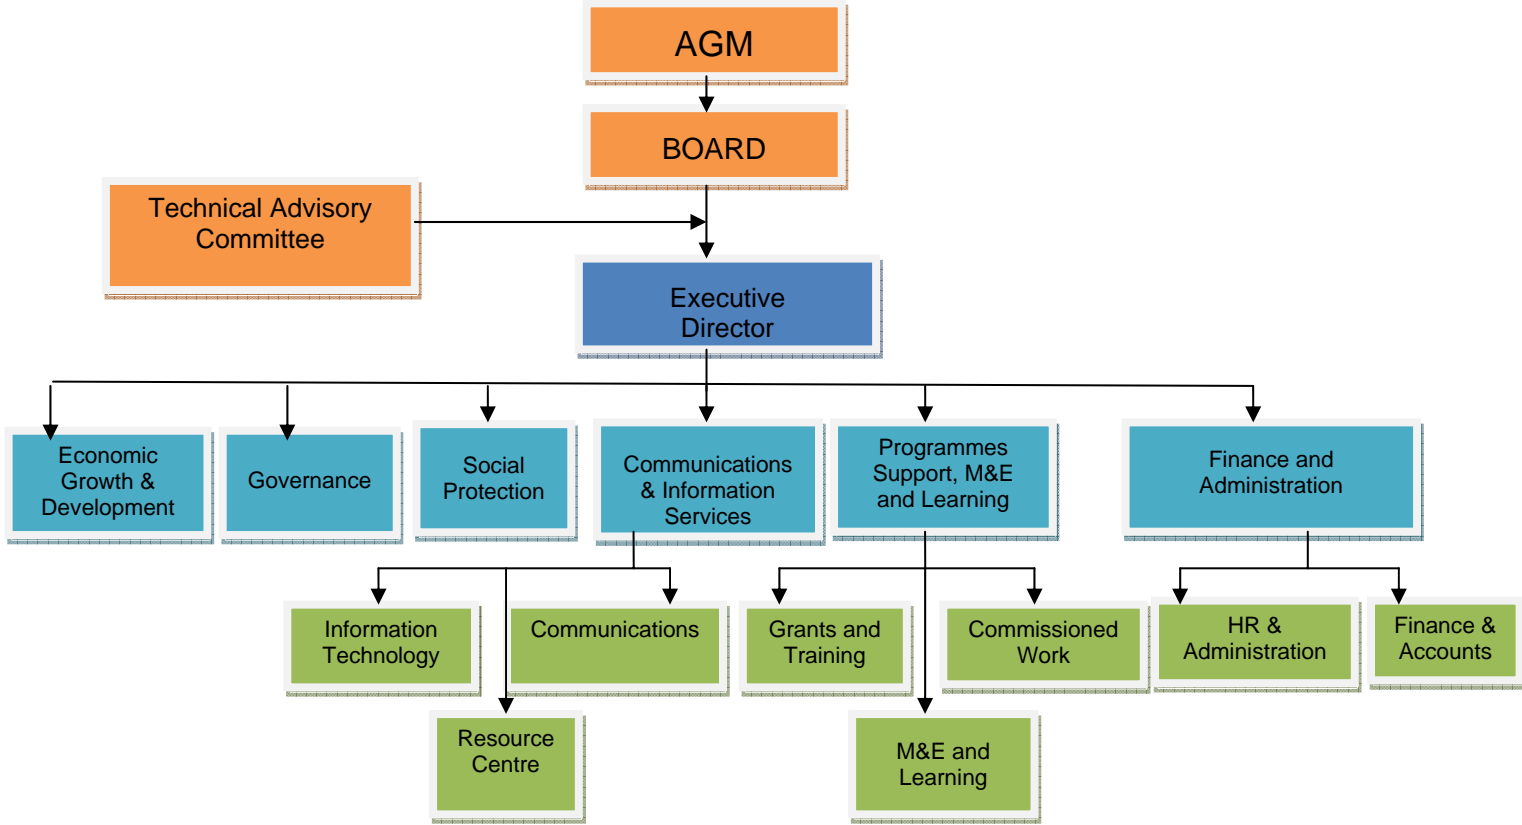 AGM
BOARD
Technical Advisory
Committee
Executive
Director
Economic
Growth &
Development
Governance
Social
Protection
Communications
& Information
Services
Programmes
Support, M&E
and Learning
Finance and
Administration
Information
Technology
Communications
Grants and
Training
Commissioned
Work
HR &
Administration
Finance &
Accounts
Resource
Centre
M&E and
Learning